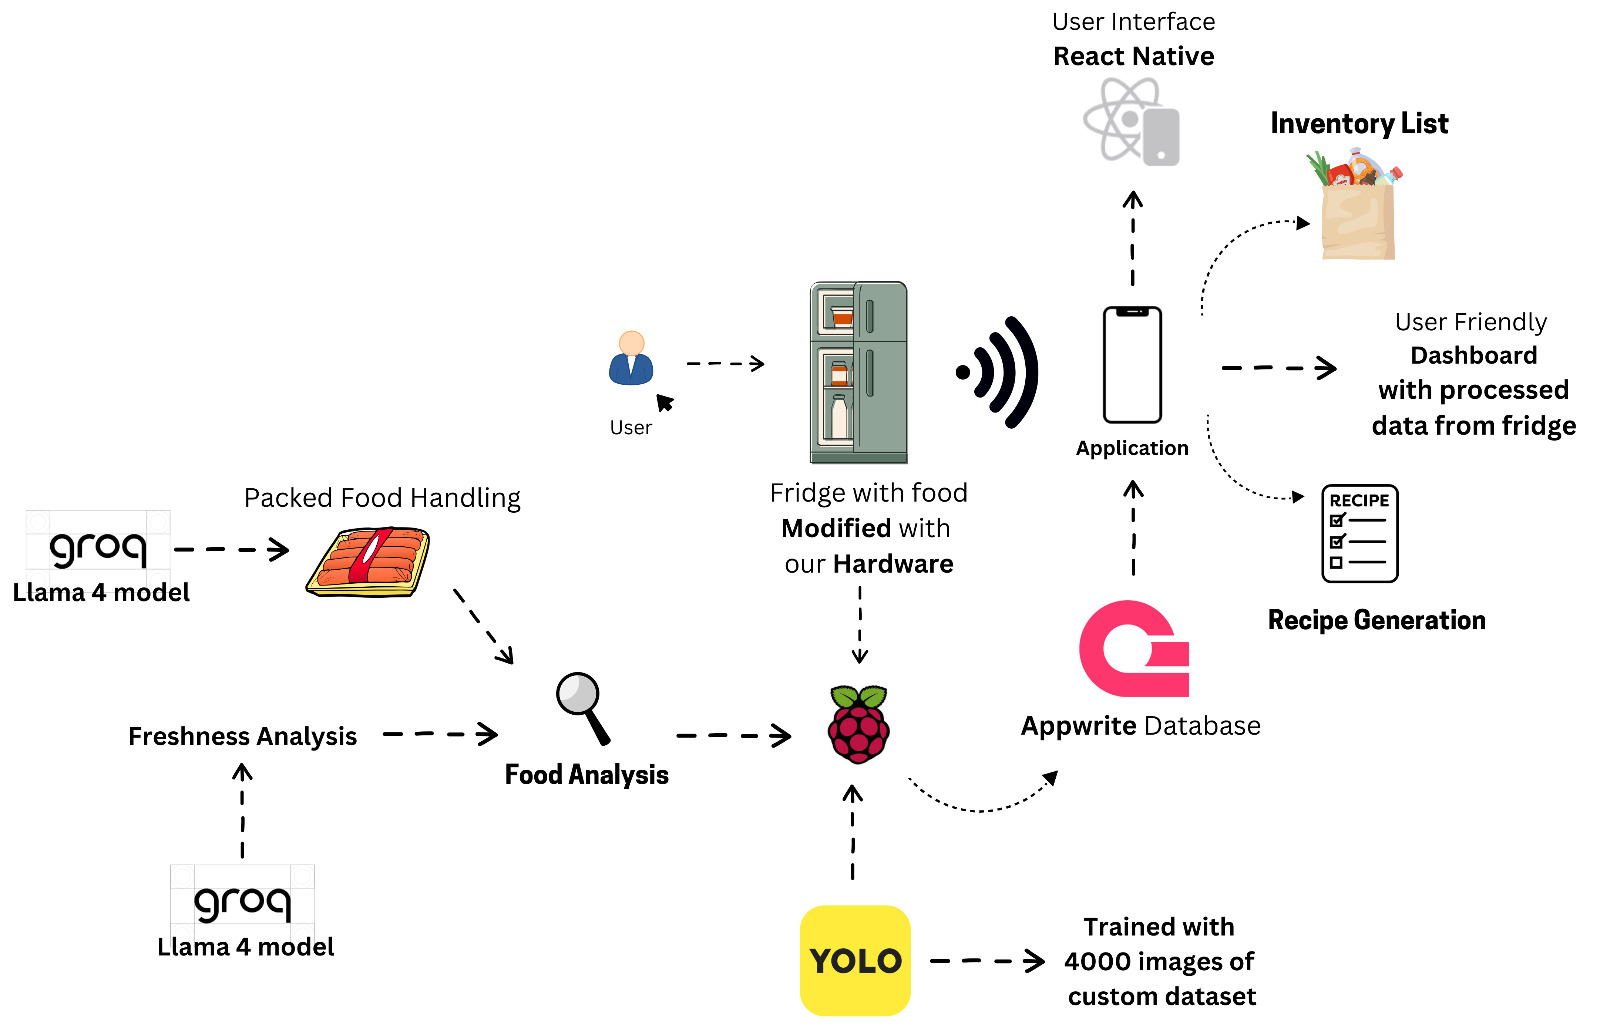 User Interface
React Native
Inventory List
User Friendly
Dashboard
with processed
data from fridge
User
Application
Packed Food Handling
Fridge with food
Modified with
our Hardware
groq
Llama 4 model
RECIPE
Recipe Generation
Freshness Analysis
Food Analysis
Appwrite Database
groq
Llama 4 model
YOLO
Trained with
4000 images of
custom dataset